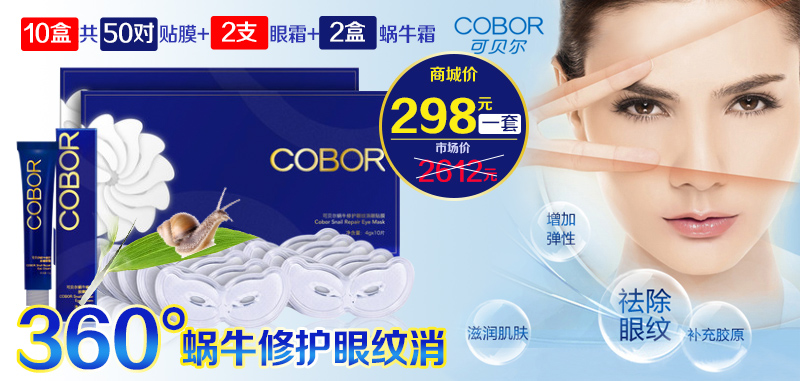 10盒共50对贴膜+2支眼霜+2盒蜗牛霜
COBOR
可贝尔
商城价
298元
一套
市场价
2612元
COBOR
Cobor Snail Repair Eye Mask
COBOR
COBOR
增加
弹性
祛除
眼纹
滋润肌肤
补充胶原
360°蜗牛修护眼纹消